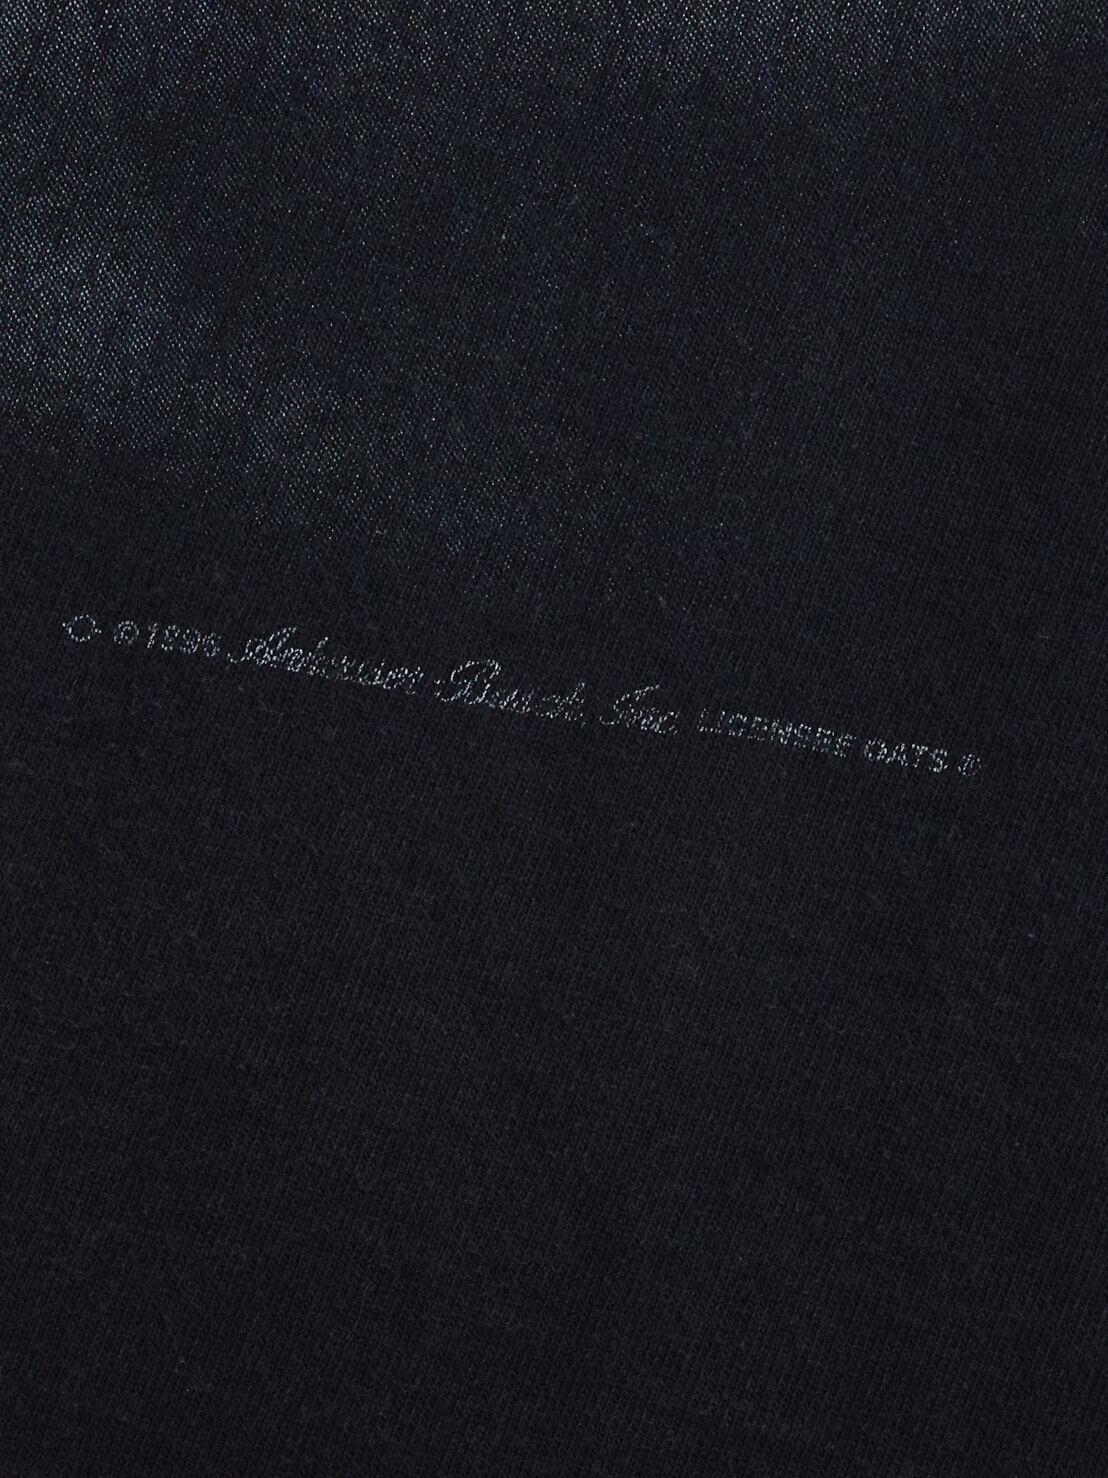 © 1996 Anheuser Busch, Inc. LICENSEE OATS ®